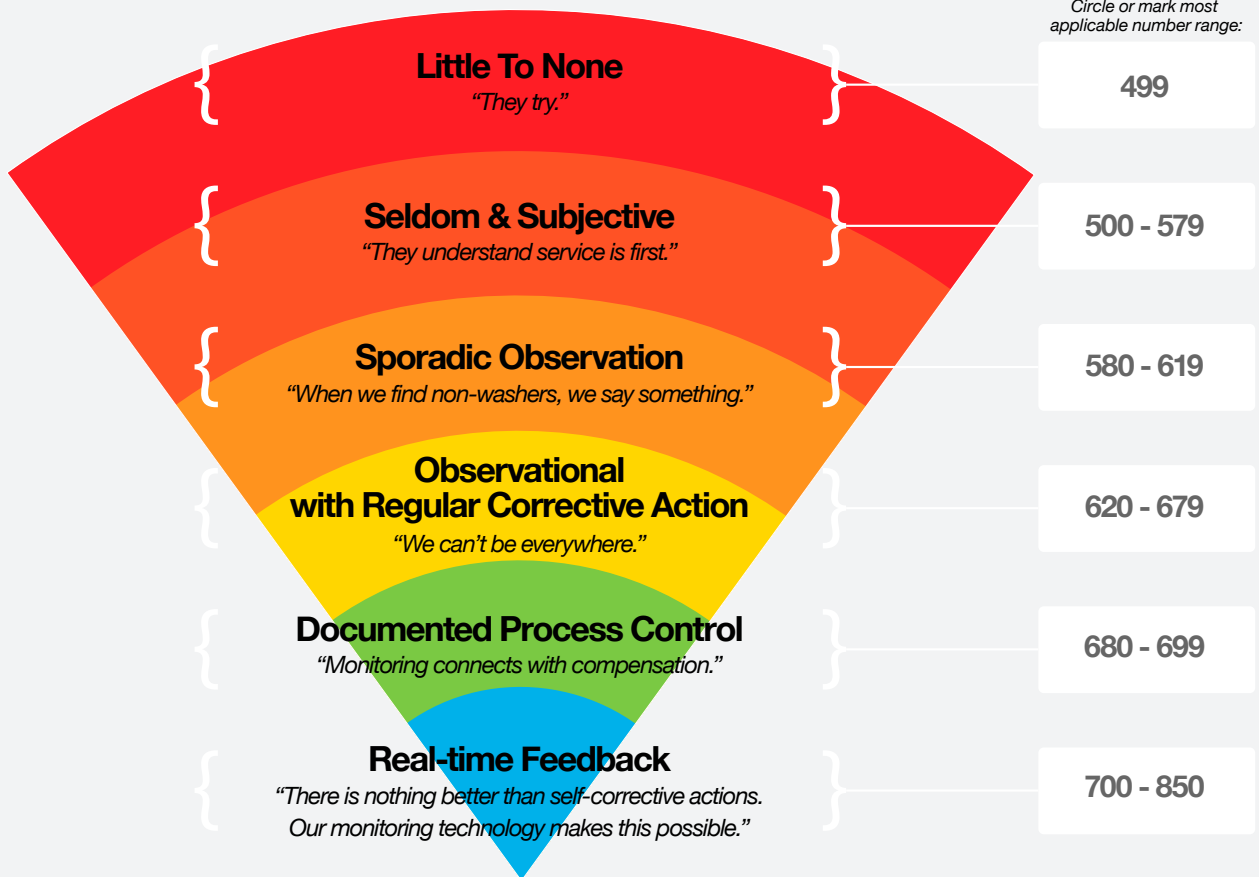 Circle or mark most
applicable number range:
Little To None
“They try.”
499
Seldom & Subjective
“They understand service is first.”
500 - 579
Sporadic Observation
“When we find non-washers, we say something.”
580 - 619
Observational
with Regular Corrective Action
“We can’t be everywhere.”
620 - 679
Documented Process Control
“Monitoring connects with compensation.”
680 - 699
Real-time Feedback
“There is nothing better than self-corrective actions.
Our monitoring technology makes this possible.”
700 - 850